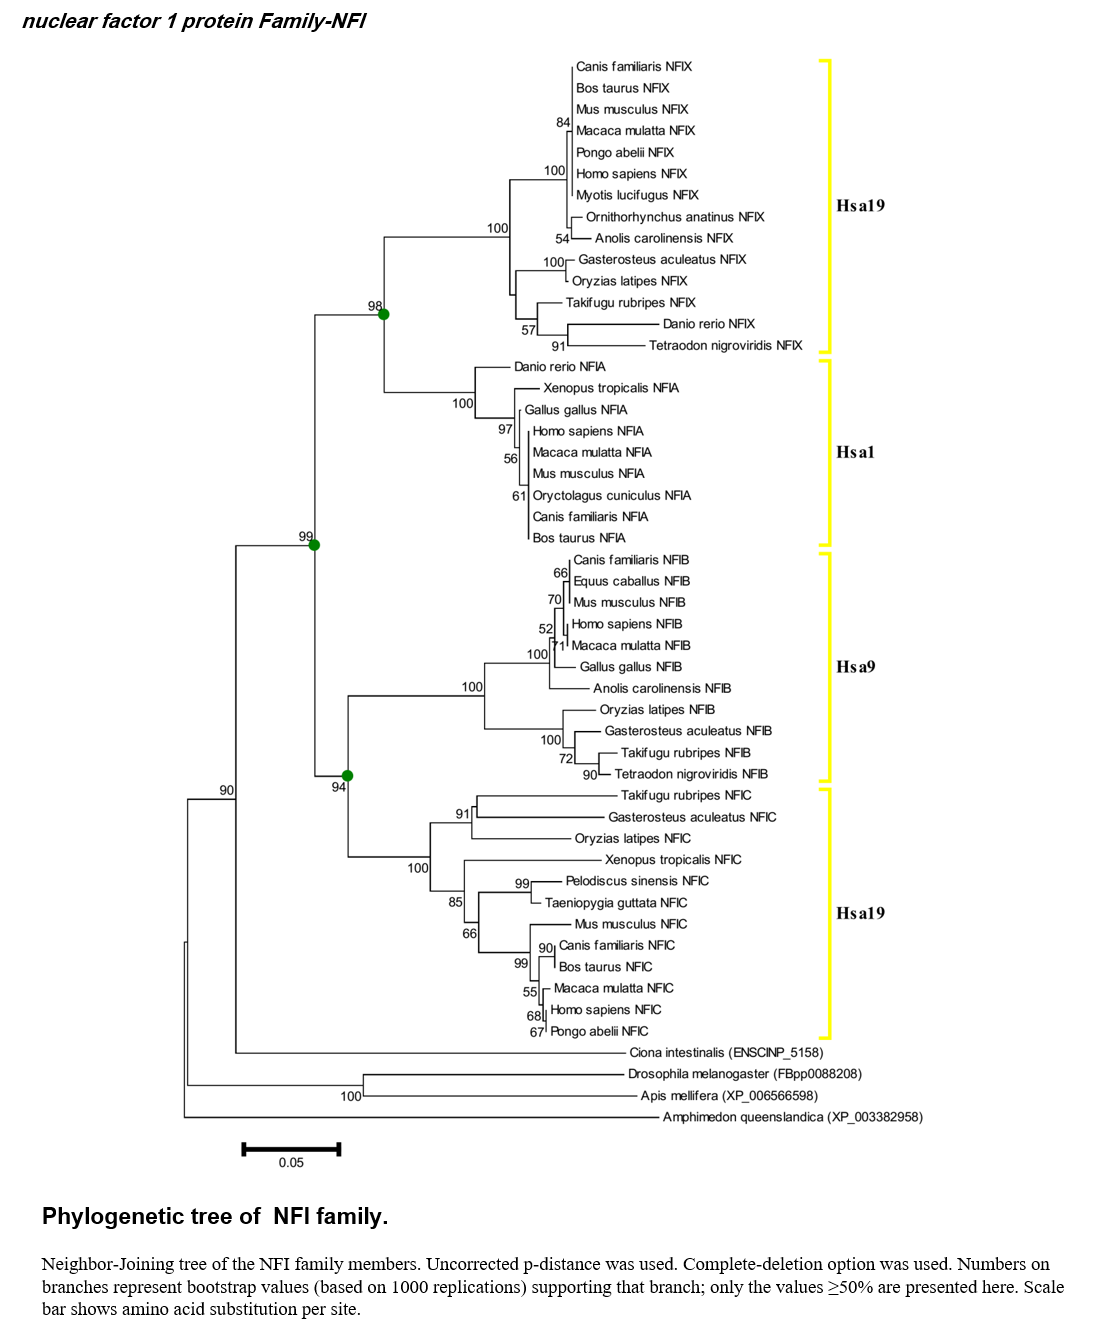 nuclear factor 1 protein Family-NFI
Canis familiaris NFIX
Bos taurus NFIX
Mus musculus NFIX
84
Macaca mulatta NFIX
Pongo abelii NFIX
100
Homo sapiens NFIX
Myotis lucifugus NFIX
Hsa19
Ornithorhynchus anatinus NFIX
100
54
Anolis carolinensis NFIX
100
Gasterosteus aculeatus NFIX
Oryzias latipes NFIX
98
Takifugu rubripes NFIX
57
Danio rerio NFIX
91
Tetraodon nigroviridis NFIX
Danio rerio NFIA
Xenopus tropicalis NFIA
100
Gallus gallus NFIA
97
Homo sapiens NFIA
Macaca mulatta NFIA
Hsa1
56
Mus musculus NFIA
61
Oryctolagus cuniculus NFIA
Canis familiaris NFIA
99
Bos taurus NFIA
Canis familiaris NFIB
66
Equus caballus NFIB
70
Mus musculus NFIB
52
Homo sapiens NFIB
71
Macaca mulatta NFIB
100
Gallus gallus NFIB
Hsa9
100
Anolis carolinensis NFIB
Oryzias latipes NFIB
100
Gasterosteus aculeatus NFIB
72
Takifugu rubripes NFIB
90
Tetraodon nigroviridis NFIB
94
90
Takifugu rubripes NFIC
91
Gasterosteus aculeatus NFIC
Oryzias latipes NFIC
100
Xenopus tropicalis NFIC
99
Pelodiscus sinensis NFIC
85
Taeniopygia guttata NFIC
Hsa19
66
Mus musculus NFIC
90
Canis familiaris NFIC
99
Bos taurus NFIC
55
Macaca mulatta NFIC
68
Homo sapiens NFIC
67
Pongo abelii NFIC
Ciona intestinalis (ENSCINP_5158)
Drosophila melanogaster (FBpp0088208)
100
Apis mellifera (XP_006566598)
Amphimedon queenslandica (XP_003382958)
0.05
Phylogenetic tree of NFI family.
Neighbor-Joining tree of the NFI family members. Uncorrected p-distance was used. Complete-deletion option was used. Numbers on
branches represent bootstrap values (based on 1000 replications) supporting that branch; only the values ≥50% are presented here. Scale
bar shows amino acid substitution per site.